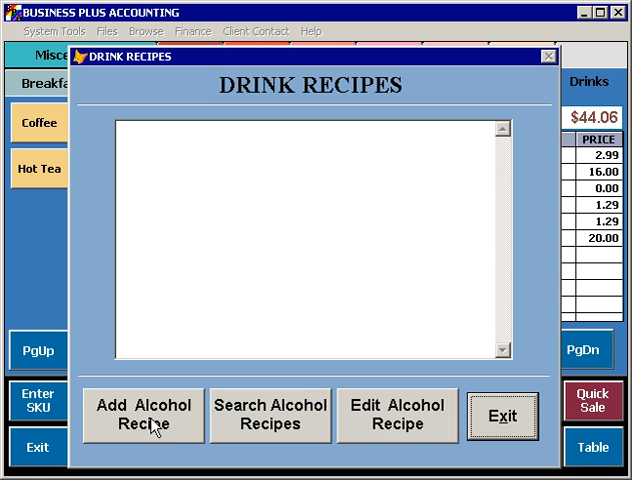 BUSINESS PLUS ACCOUNTING
System Tools Files Browse Finance Client Contact Help
Misce
DRINK RECIPES
Breakfa
DRINK RECIPES
Drinks
$44.06
Coffee
PRICE
2.99
Hot Tea
16.00
0.00
1.29
1.29
20.00
PgUp
PgDn
Enter
SKU
Add Alcohol
Recipe
Search Alcohol
Recipes
Edit Alcohol
Recipe
Exit
Quick
Sale
Exit
Table